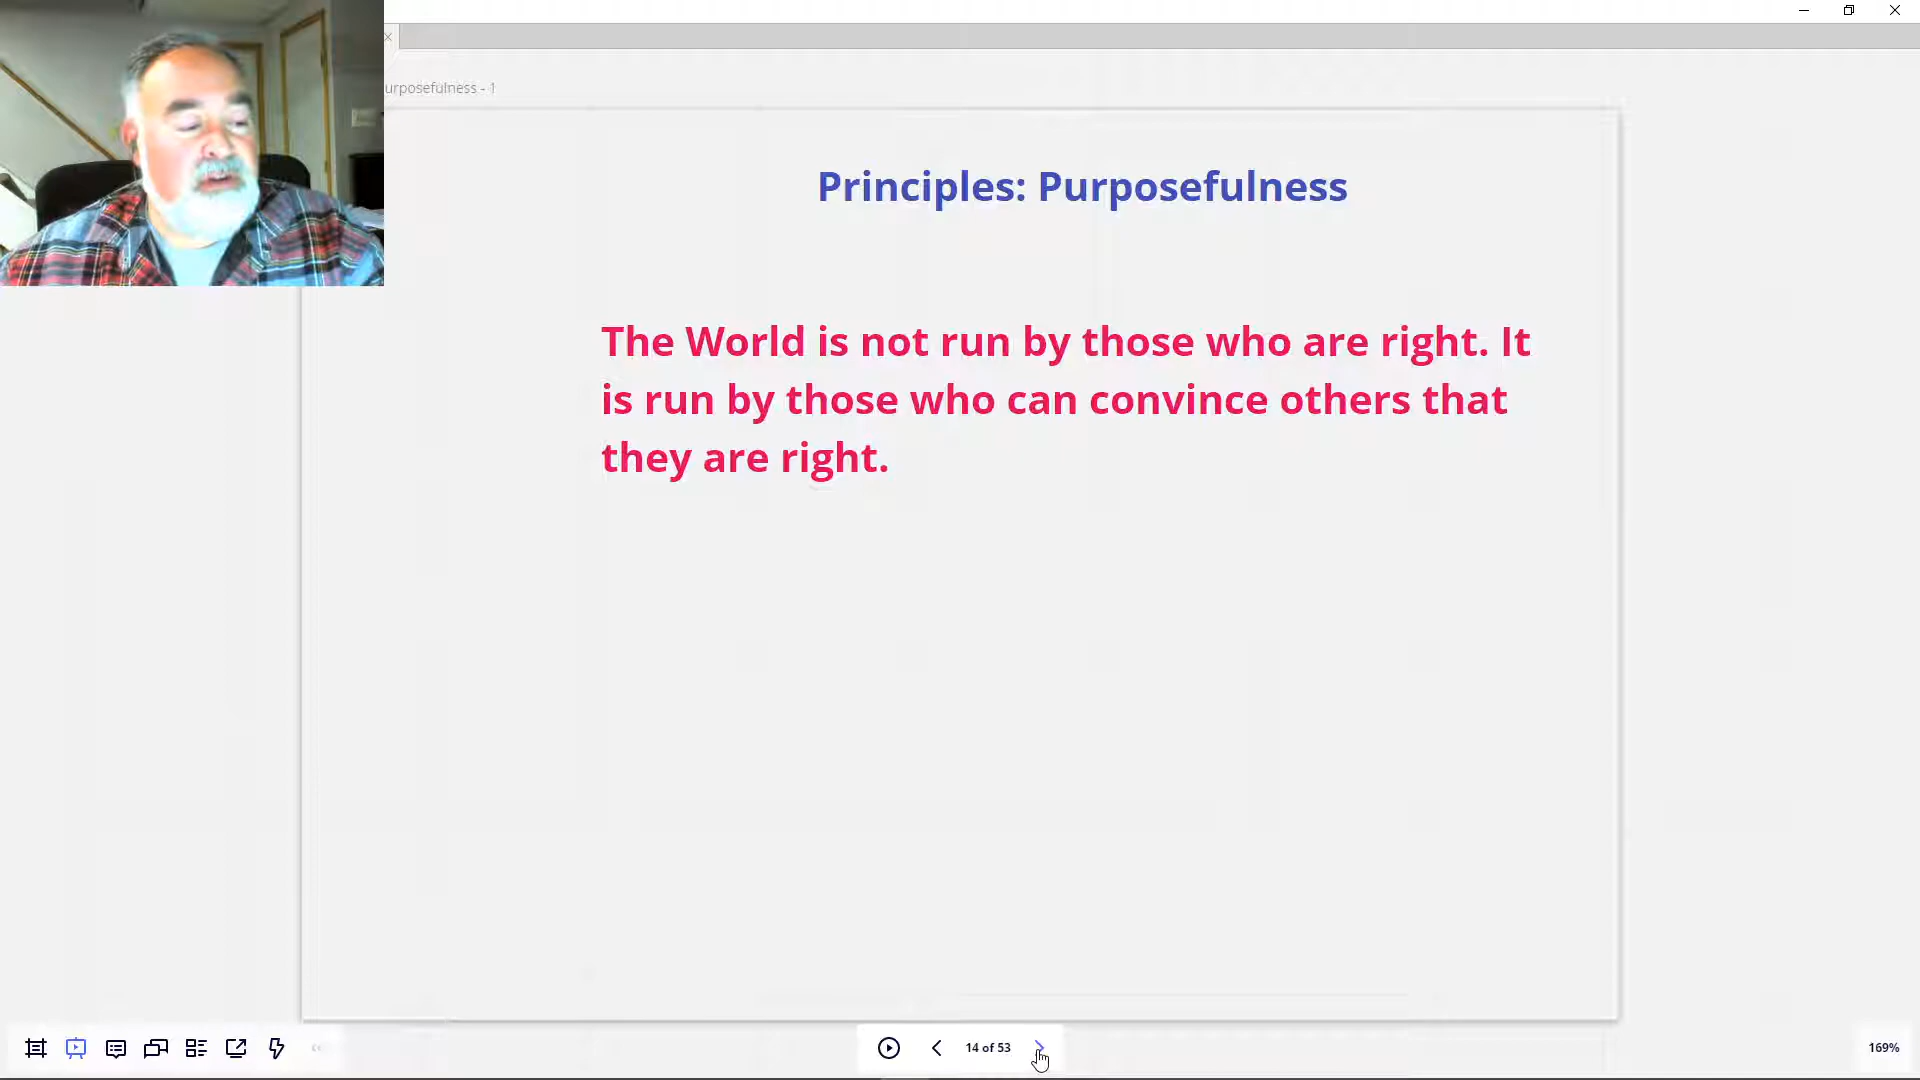 urposefulness - 1
Principles: Purposefulness
The World is not run by those who are right. It
is run by those who can convince others that
they are right.
14 of 53
169%